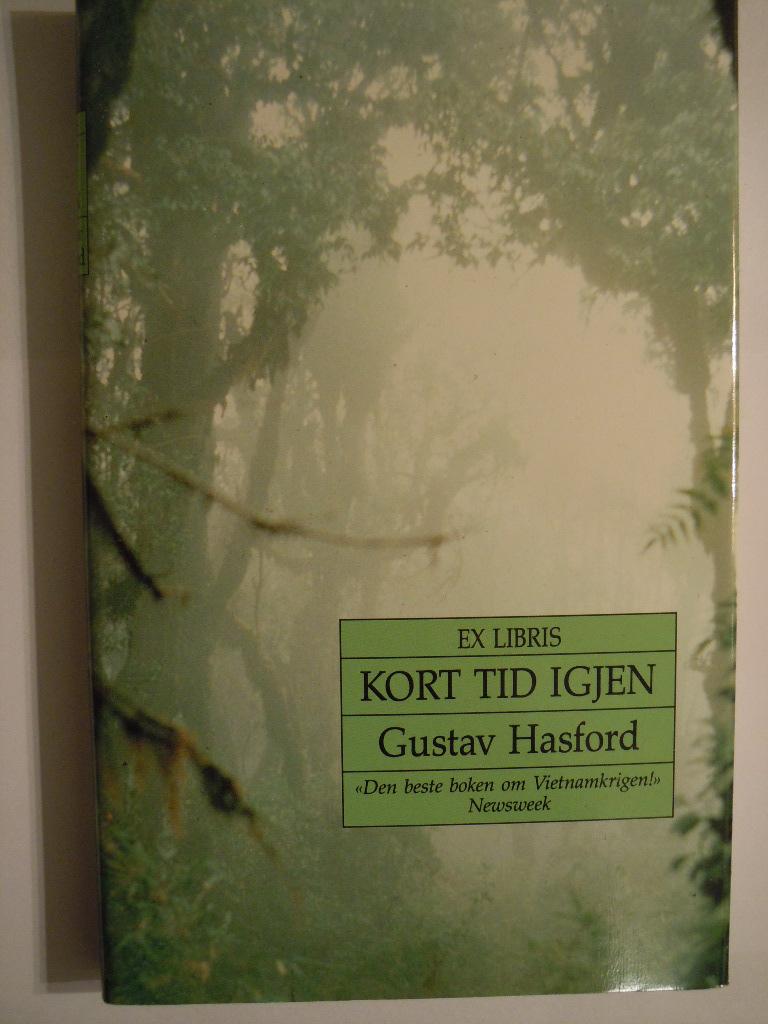 EX LIBRIS
KORT TID IGJEN
Gustav Hasford
«Den beste boken om Vietnamkrigen!»
Newsweek